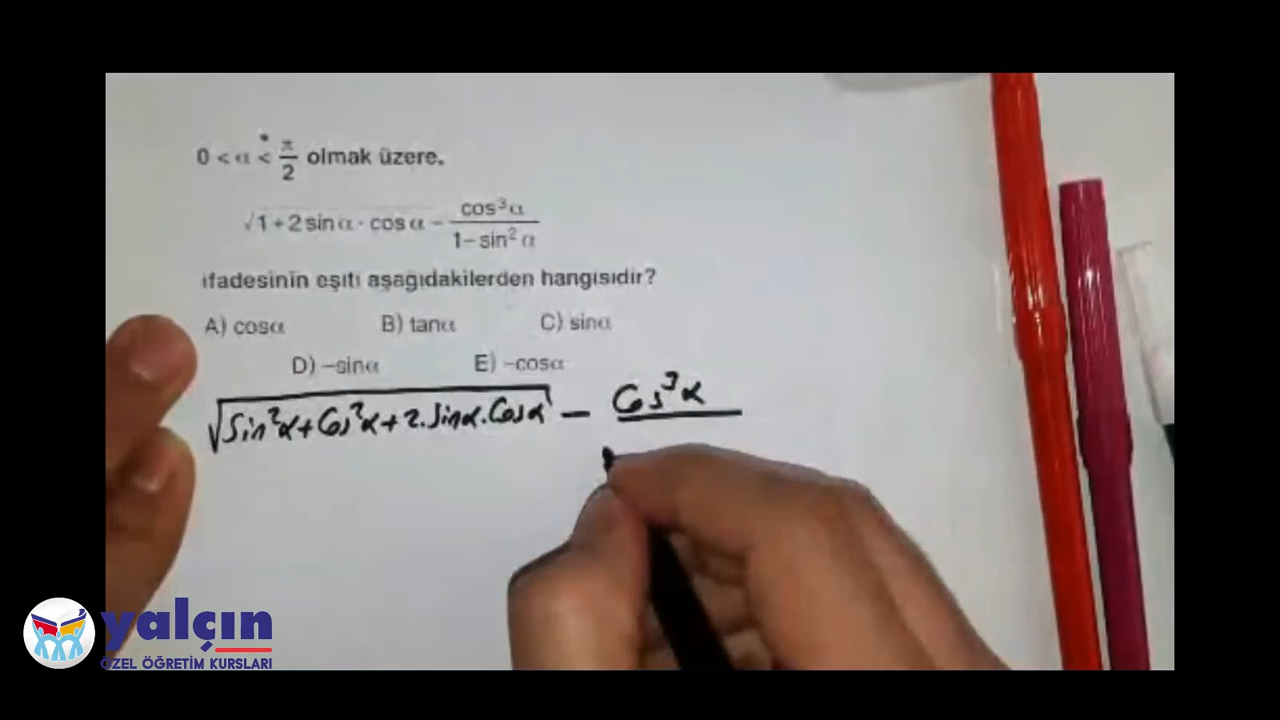 0 < α < π/2 olmak üzere,
√1+2 sin α · cos α − cos³α / 1− sin² α
ifadesinin eşiti aşağıdakilerden hangisidir?
A) cosα B) tanα C) sinα
D) −sinα E) −cosα
√Sin²α+Cos²α+2.Sinα.Cosα − Cos³α
yalçın
ÖZEL ÖĞRETİM KURSLARI